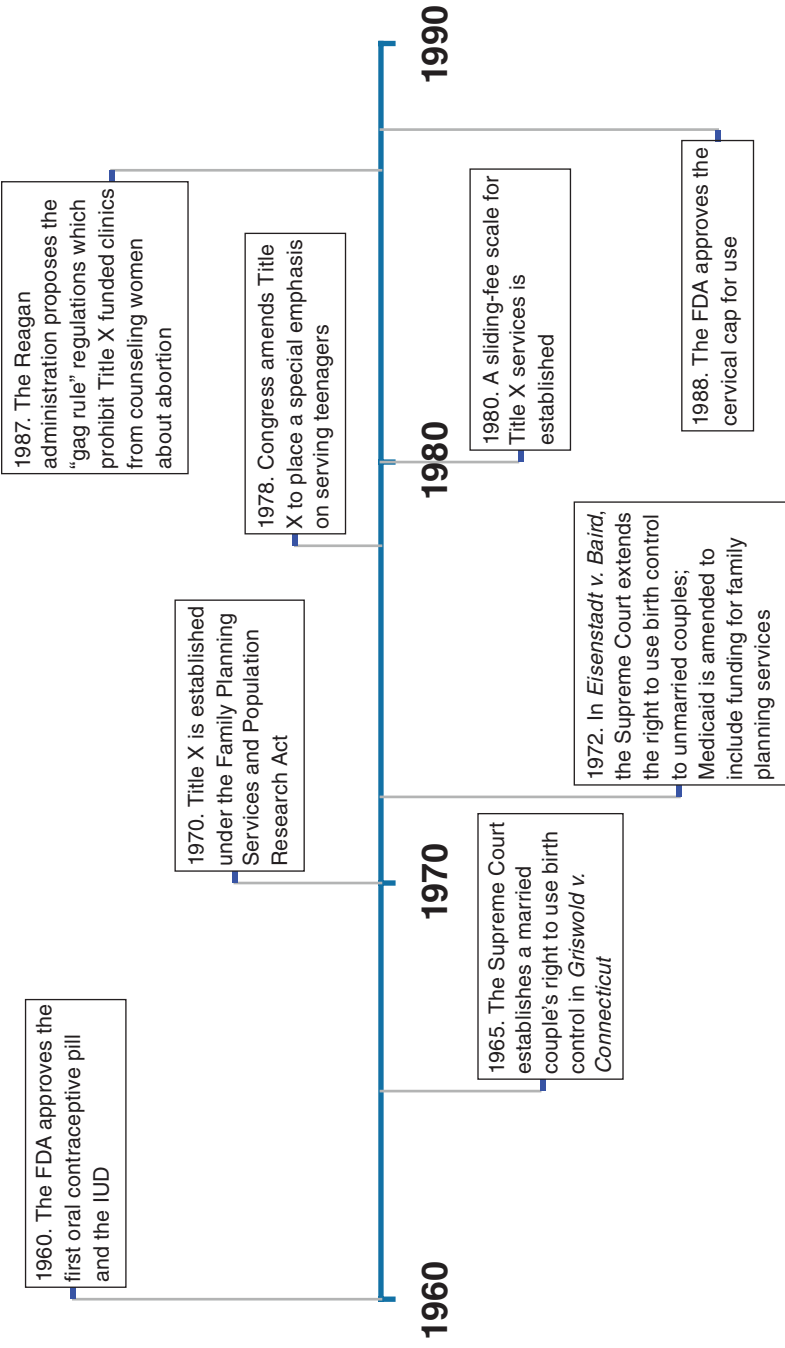 1960. The FDA approves the
first oral contraceptive pill
and the IUD
1970. Title X is established
under the Family Planning
Services and Population
Research Act
1978. Congress amends Title
X to place a special emphasis
on serving teenagers
1987. The Reagan
administration proposes the
“gag rule” regulations which
prohibit Title X funded clinics
from counseling women
about abortion
1960
1970
1980
1990
1965. The Supreme Court
establishes a married
couple's right to use birth
control in Griswold v.
Connecticut
1972. In Eisenstadt v. Baird,
the Supreme Court extends
the right to use birth control
to unmarried couples;
Medicaid is amended to
include funding for family
planning services
1980. A sliding-fee scale for
Title X services is
established
1988. The FDA approves the
cervical cap for use